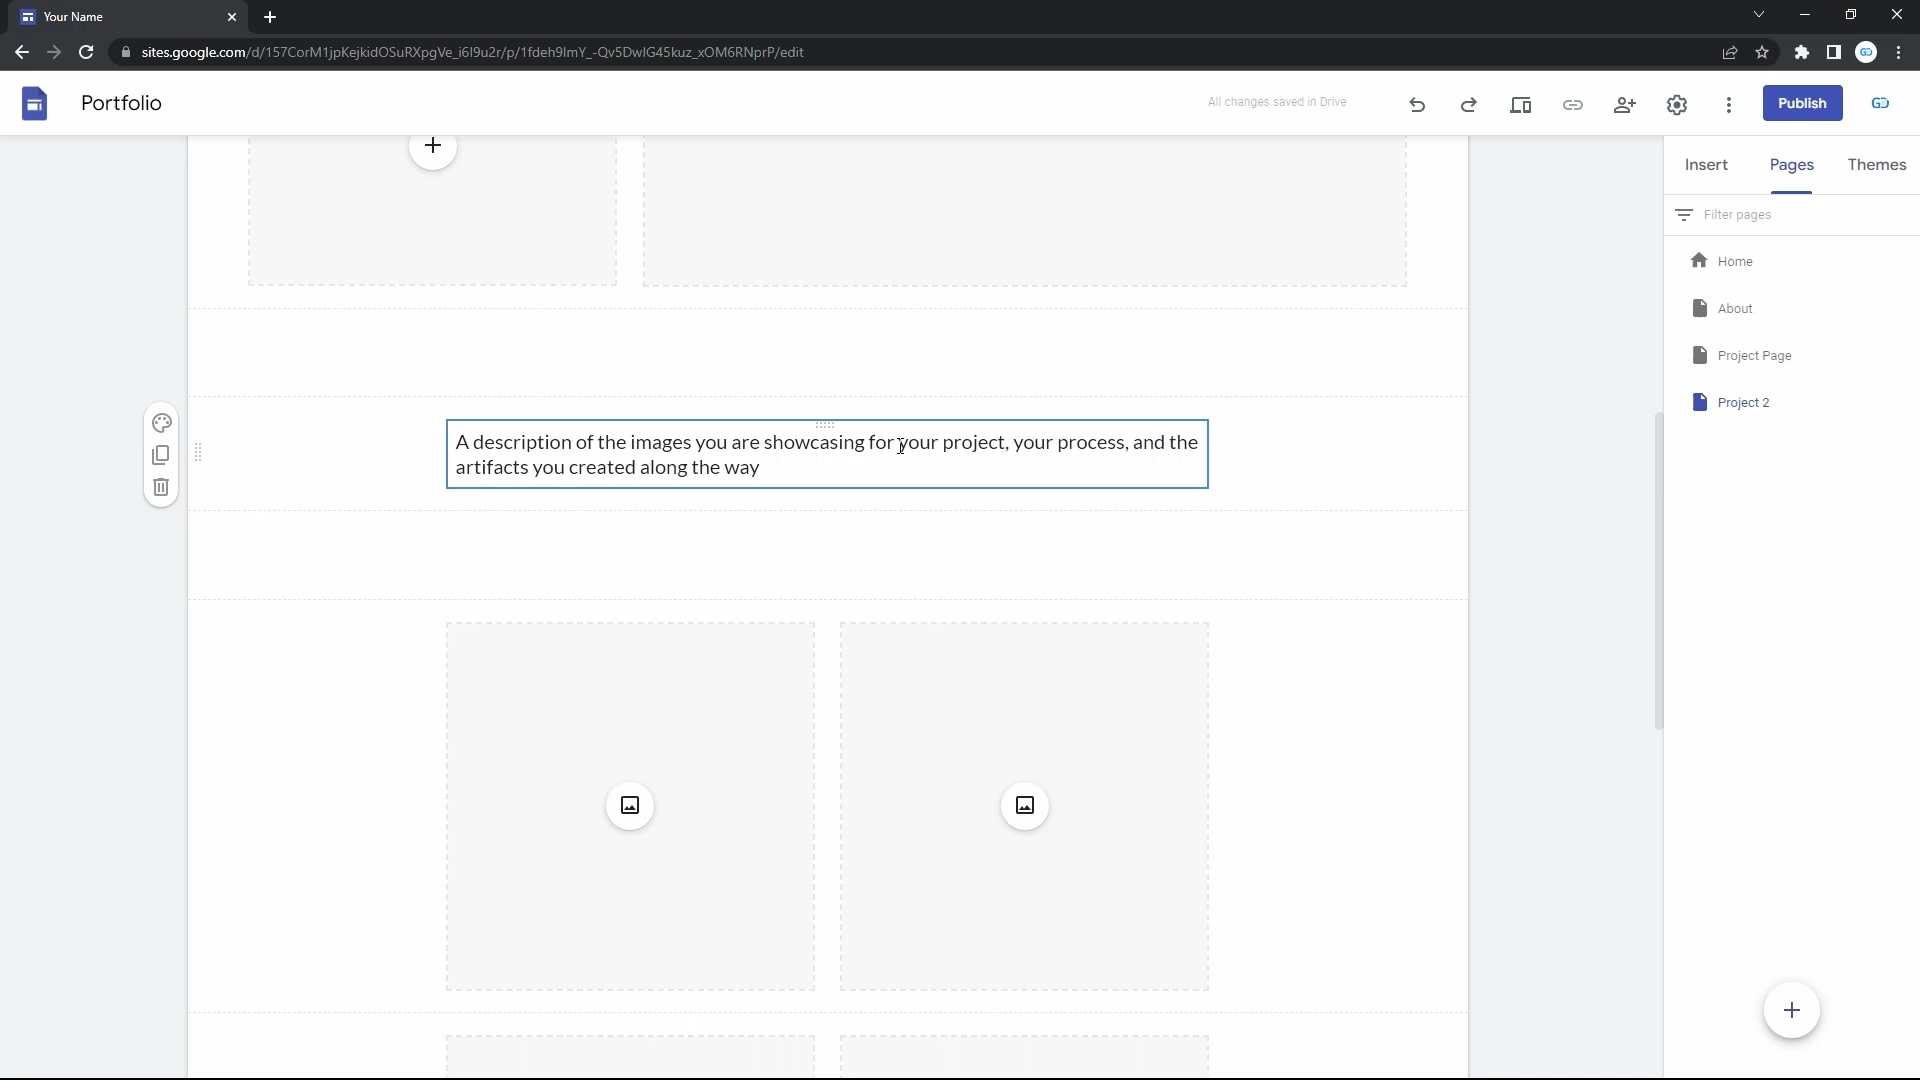 Your Name
sites.google.com/d/157CorM1jpKejkidOSuRXpgVe_i6I9u2r/p/1fdeh9lmY_-Qv5DwlG45kuz_xOM6RNprP/edit
Portfolio
All changes saved in Drive
Publish
Insert
Pages
Themes
Filter pages
Home
About
Project Page
Project 2
A description of the images you are showcasing for your project, your process, and the
artifacts you created along the way